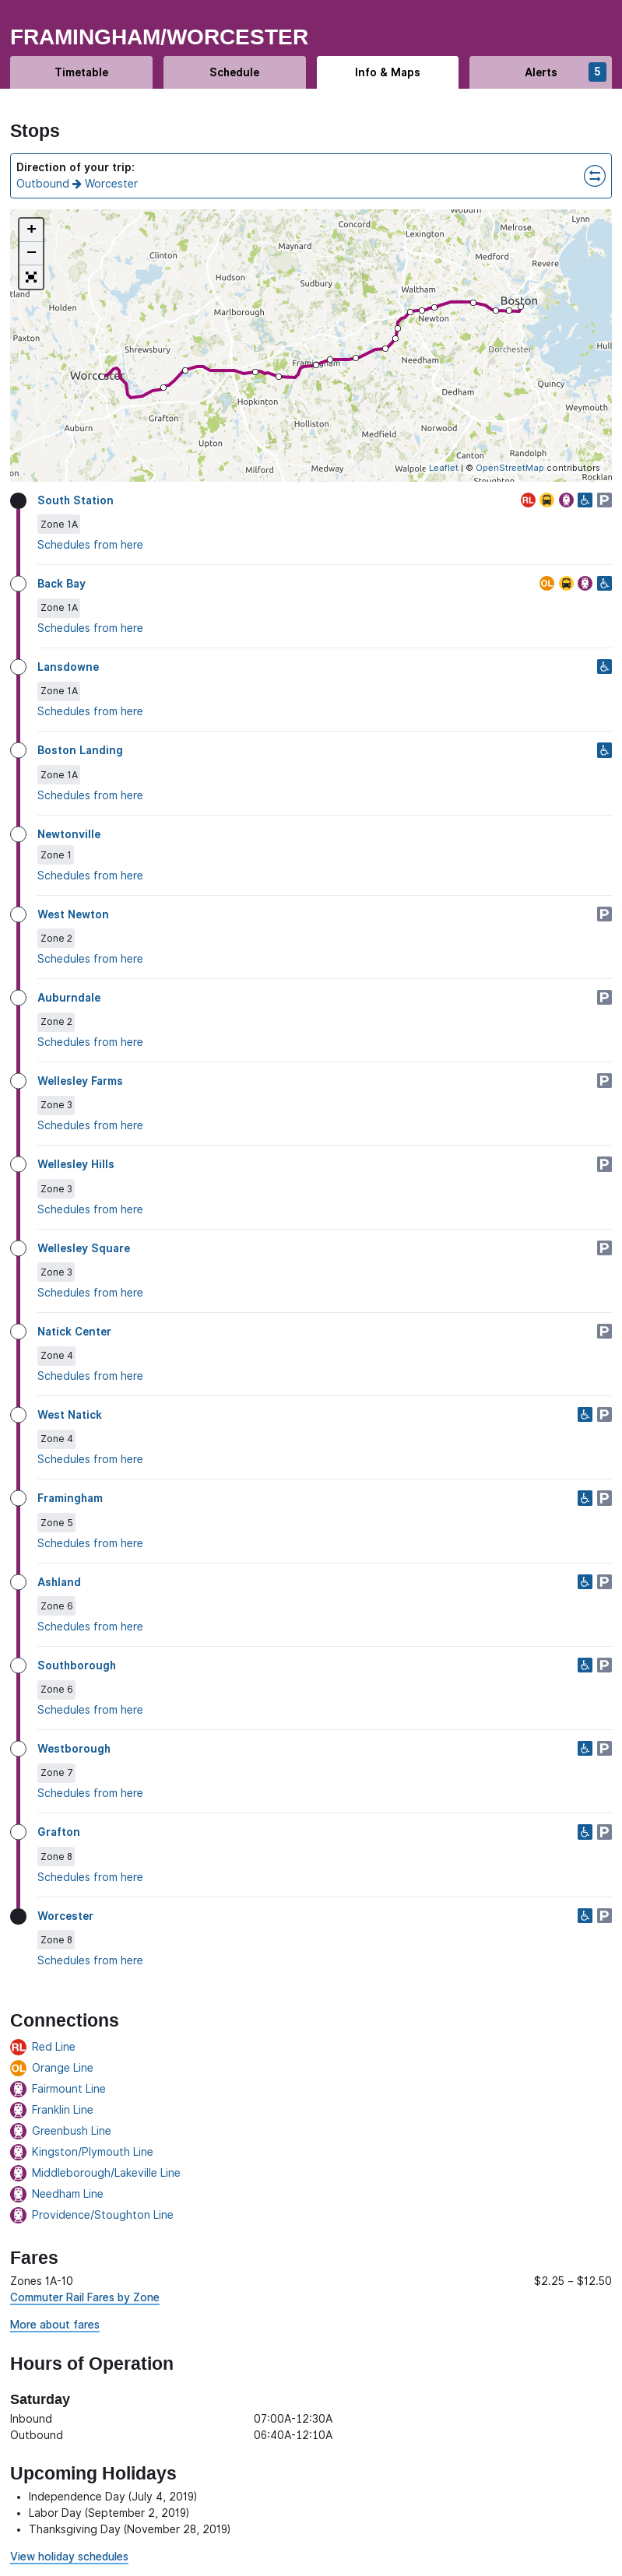 FRAMINGHAM/WORCESTER
Timetable
Schedule
Info & Maps
Alerts
5
Stops
Direction of your trip:
Outbound → Worcester
+
−
Woburn
Concord
Lexington
Melrose
Lynn
Maynard
Clinton
Medford
Revere
Hudson
Sudbury
Waltham
Boston
Holden
Marlborough
Newton
Paxton
Shrewsbury
Dorchester
Framingham
Needham
Worcester
Quincy
Hopkinton
Dedham
Weymouth
Grafton
Holliston
Auburn
Norwood
Upton
Medfield
Canton
Randolph
Milford
Medway
Walpole
Leaflet | © OpenStreetMap contributors
Stoughton
South Station
RL
P
Zone 1A
Schedules from here
Back Bay
OL
Zone 1A
Schedules from here
Lansdowne
Zone 1A
Schedules from here
Boston Landing
Zone 1A
Schedules from here
Newtonville
Zone 1
Schedules from here
West Newton
P
Zone 2
Schedules from here
Auburndale
P
Zone 2
Schedules from here
Wellesley Farms
P
Zone 3
Schedules from here
Wellesley Hills
P
Zone 3
Schedules from here
Wellesley Square
P
Zone 3
Schedules from here
Natick Center
P
Zone 4
Schedules from here
West Natick
P
Zone 4
Schedules from here
Framingham
P
Zone 5
Schedules from here
Ashland
P
Zone 6
Schedules from here
Southborough
P
Zone 6
Schedules from here
Westborough
P
Zone 7
Schedules from here
Grafton
P
Zone 8
Schedules from here
Worcester
P
Zone 8
Schedules from here
Connections
RL Red Line
OL Orange Line
Fairmount Line
Franklin Line
Greenbush Line
Kingston/Plymouth Line
Middleborough/Lakeville Line
Needham Line
Providence/Stoughton Line
Fares
Zones 1A-10 $2.25 – $12.50
Commuter Rail Fares by Zone
More about fares
Hours of Operation
Saturday
Inbound 07:00A-12:30A
Outbound 06:40A-12:10A
Upcoming Holidays
• Independence Day (July 4, 2019)
• Labor Day (September 2, 2019)
• Thanksgiving Day (November 28, 2019)
View holiday schedules